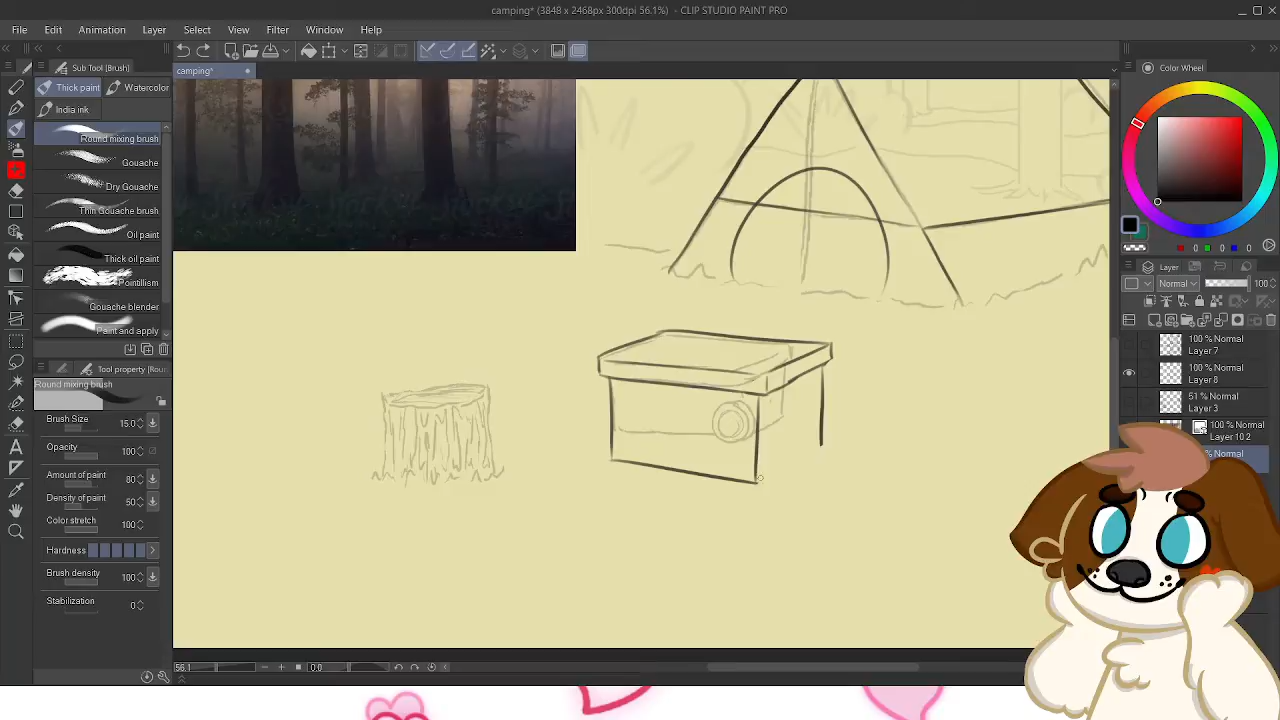 camping* (3848 x 2468px 300dpi 56.1%) - CLIP STUDIO PAINT PRO
File Edit Animation Layer Select View Filter Window Help
Sub Tool [Brush] camping* Color Wheel
Thick paint Watercolor
India ink
Round mixing brush
Gouache
Dry Gouache
Thin Gouache brush
Oil paint
Thick oil paint
Pointillism
Gouache blender
Paint and apply
Tool property [Rou
Round mixing brush
Brush Size 15.0
Opacity 100
Amount of paint 80
Density of paint 50
Color stretch 100
Hardness
Brush density 100
Stabilization 0
56.1 0.0
0 0 0
Layer
Normal 100
100 % Normal
Layer 7
100 % Normal
Layer 8
51 % Normal
Layer 3
100 % Normal
Layer 10 2
Normal